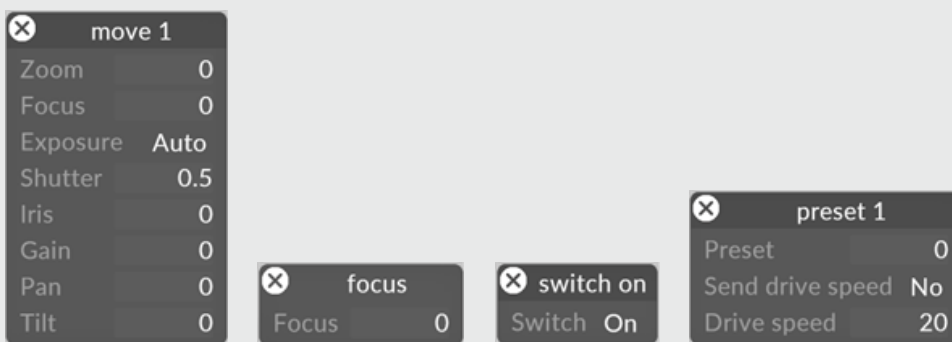 move 1
Zoom 0
Focus 0
Exposure Auto
Shutter 0.5
Iris 0
Gain 0
Pan 0
Tilt 0
focus
Focus 0
switch on
Switch On
preset 1
Preset 0
Send drive speed No
Drive speed 20